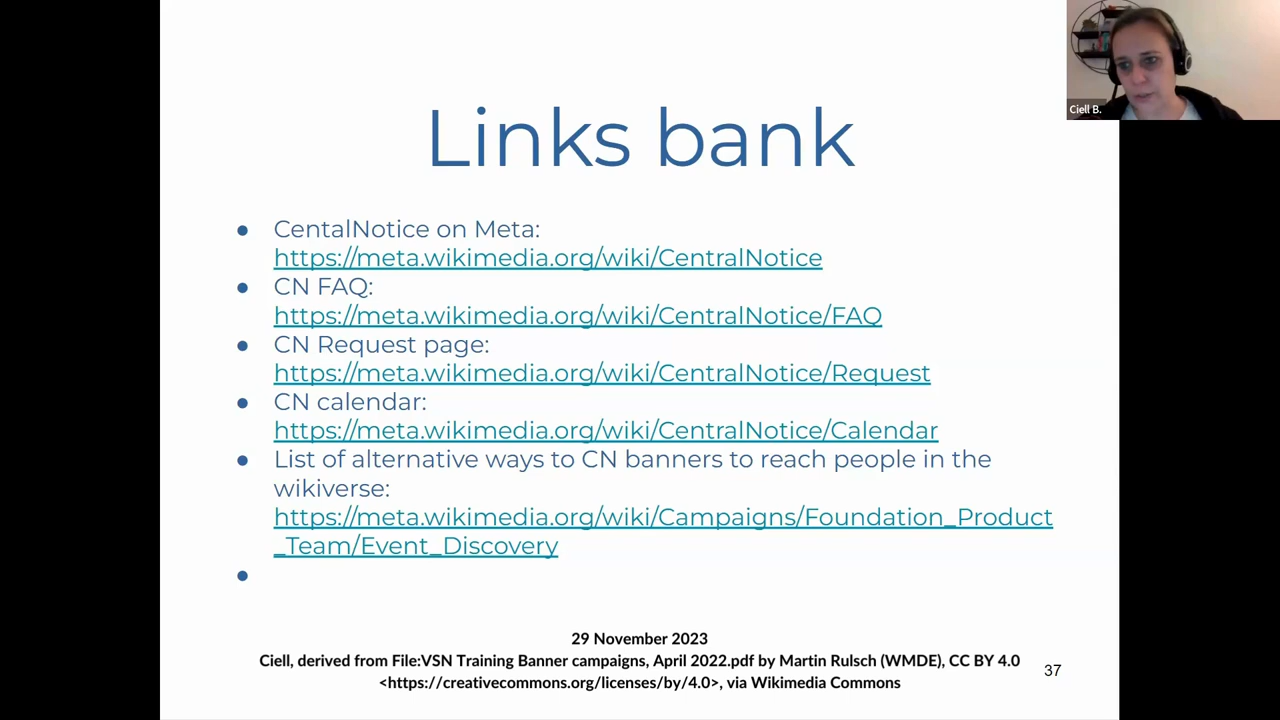 Links bank
Ciell B.
● CentalNotice on Meta:
https://meta.wikimedia.org/wiki/CentralNotice
● CN FAQ:
https://meta.wikimedia.org/wiki/CentralNotice/FAQ
● CN Request page:
https://meta.wikimedia.org/wiki/CentralNotice/Request
● CN calendar:
https://meta.wikimedia.org/wiki/CentralNotice/Calendar
● List of alternative ways to CN banners to reach people in the
wikiverse:
https://meta.wikimedia.org/wiki/Campaigns/Foundation_Product
_Team/Event_Discovery
●
29 November 2023
Ciell, derived from File:VSN Training Banner campaigns, April 2022.pdf by Martin Rulsch (WMDE), CC BY 4.0
<https://creativecommons.org/licenses/by/4.0>, via Wikimedia Commons
37